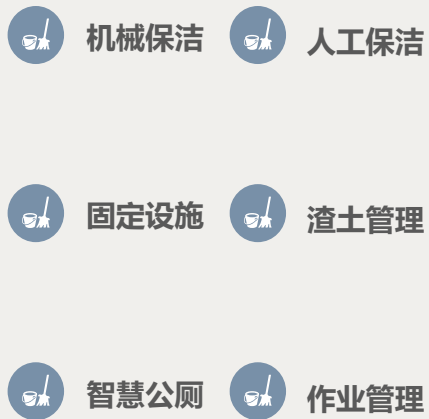 机械保洁
人工保洁
固定设施
渣土管理
智慧公厕
作业管理